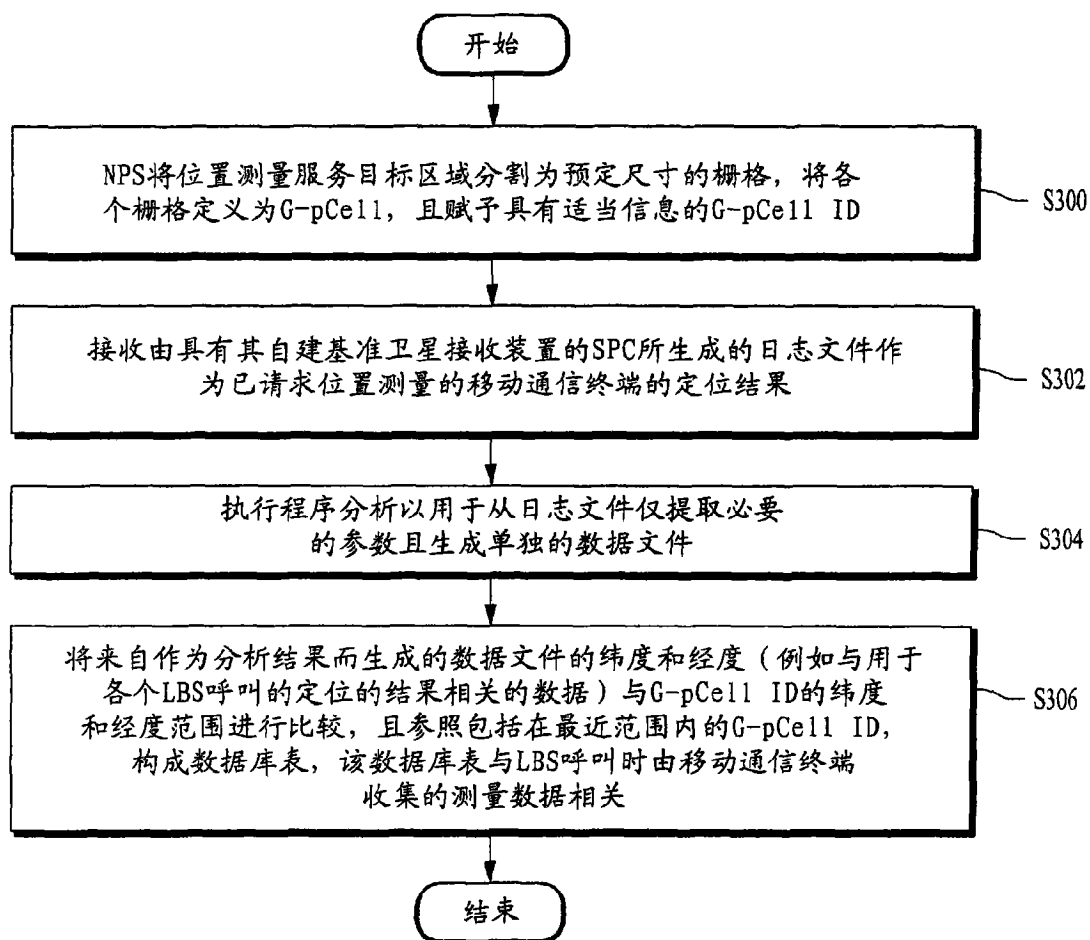 开始
NPS将位置测量服务目标区域分割为预定尺寸的栅格，将各
个栅格定义为G-pCell，且赋予具有适当信息的G-pCell ID
S300
接收由具有其自建基准卫星接收装置的SPC所生成的日志文件作
为已请求位置测量的移动通信终端的定位结果
S302
执行程序分析以用于从日志文件仅提取必要
的参数且生成单独的数据文件
S304
将来自作为分析结果而生成的数据文件的纬度和经度（例如与用于
各个LBS呼叫的定位的结果相关的数据）与G-pCell ID的纬度
和经度范围进行比较，且参照包括在最近范围内的G-pCell ID，
构成数据库表，该数据库表与LBS呼叫时由移动通信终端
收集的测量数据相关
S306
结束